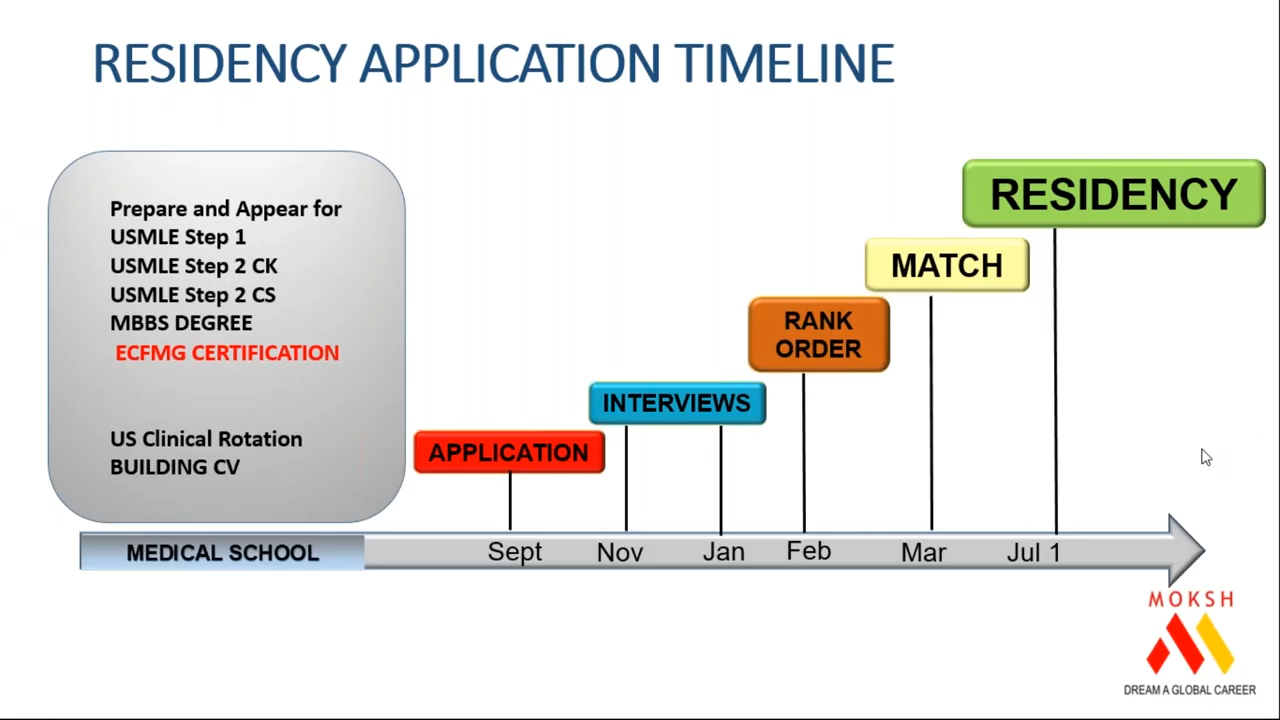 RESIDENCY APPLICATION TIMELINE
Prepare and Appear for
USMLE Step 1
USMLE Step 2 CK
USMLE Step 2 CS
MBBS DEGREE
ECFMG CERTIFICATION
US Clinical Rotation
BUILDING CV
RESIDENCY
MATCH
RANK
ORDER
INTERVIEWS
APPLICATION
MEDICAL SCHOOL
Sept
Nov
Jan
Feb
Mar
Jul 1
MOKSH
DREAM A GLOBAL CAREER